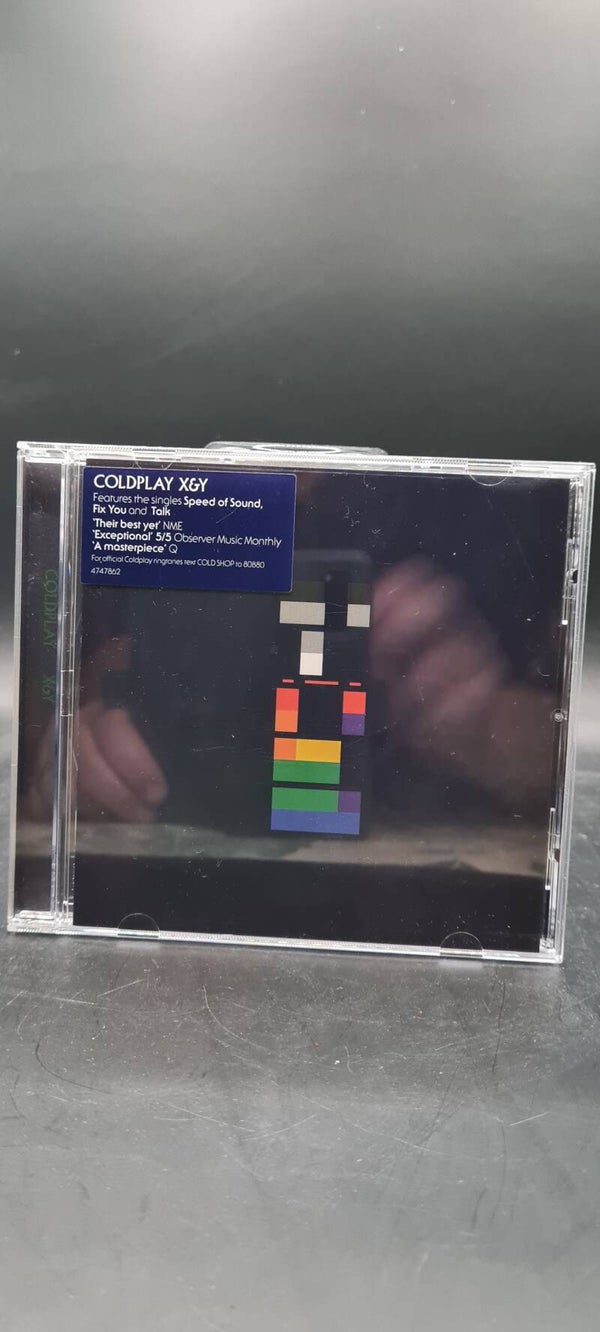 COLDPLAY X&Y
Features the singles Speed of Sound,
Fix You and Talk
'Their best yet' NME
'Exceptional' 5/5 Observer Music Monthly
'A masterpiece' Q
For official Coldplay ringtones text COLD SHOP to 80880
4747862
COLDPLAY X&Y